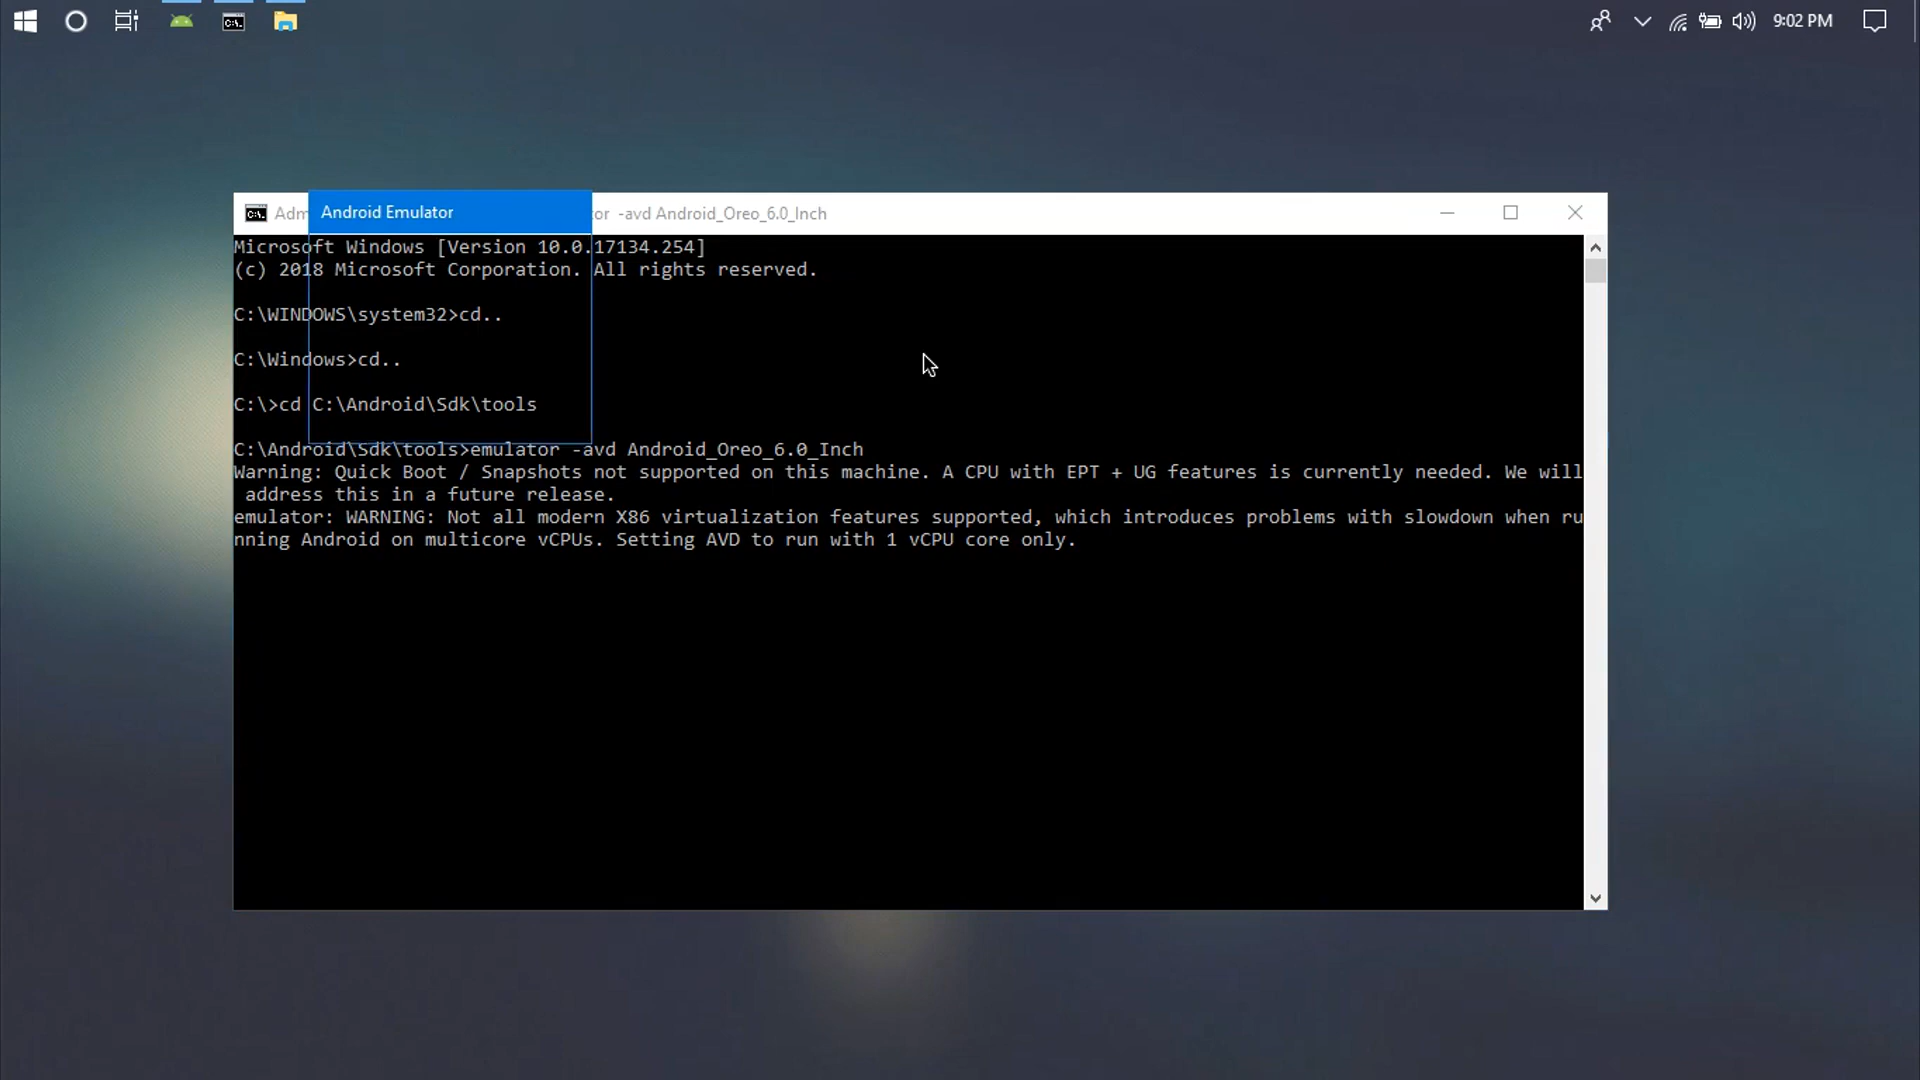 9:02 PM
Adm
Android Emulator
or -avd Android_Oreo_6.0_Inch
Microsoft Windows [Version 10.0.17134.254]
(c) 2018 Microsoft Corporation. All rights reserved.
C:\WINDOWS\system32>cd..
C:\Windows>cd..
C:\>cd C:\Android\Sdk\tools
C:\Android\Sdk\tools>emulator -avd Android_Oreo_6.0_Inch
Warning: Quick Boot / Snapshots not supported on this machine. A CPU with EPT + UG features is currently needed. We will
address this in a future release.
emulator: WARNING: Not all modern X86 virtualization features supported, which introduces problems with slowdown when ru
nning Android on multicore vCPUs. Setting AVD to run with 1 vCPU core only.